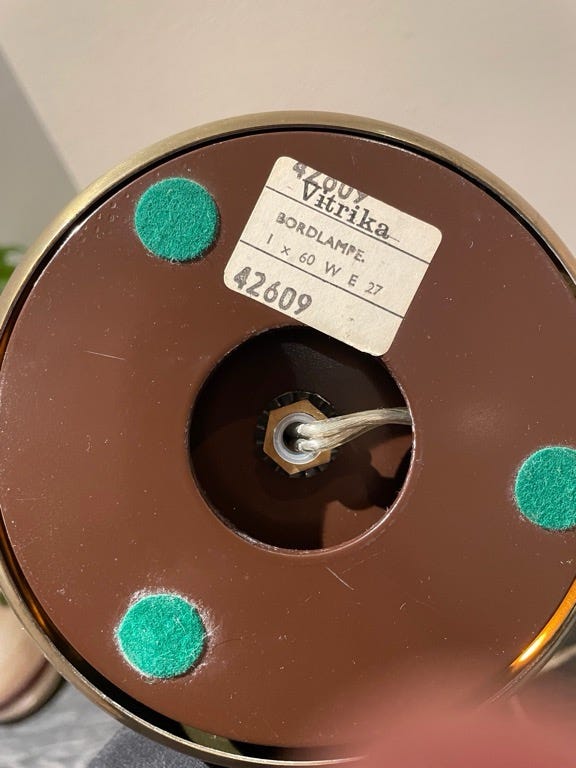 42609
Vitrika
BORDLAMPE.
1 x 60 W E 27
42609